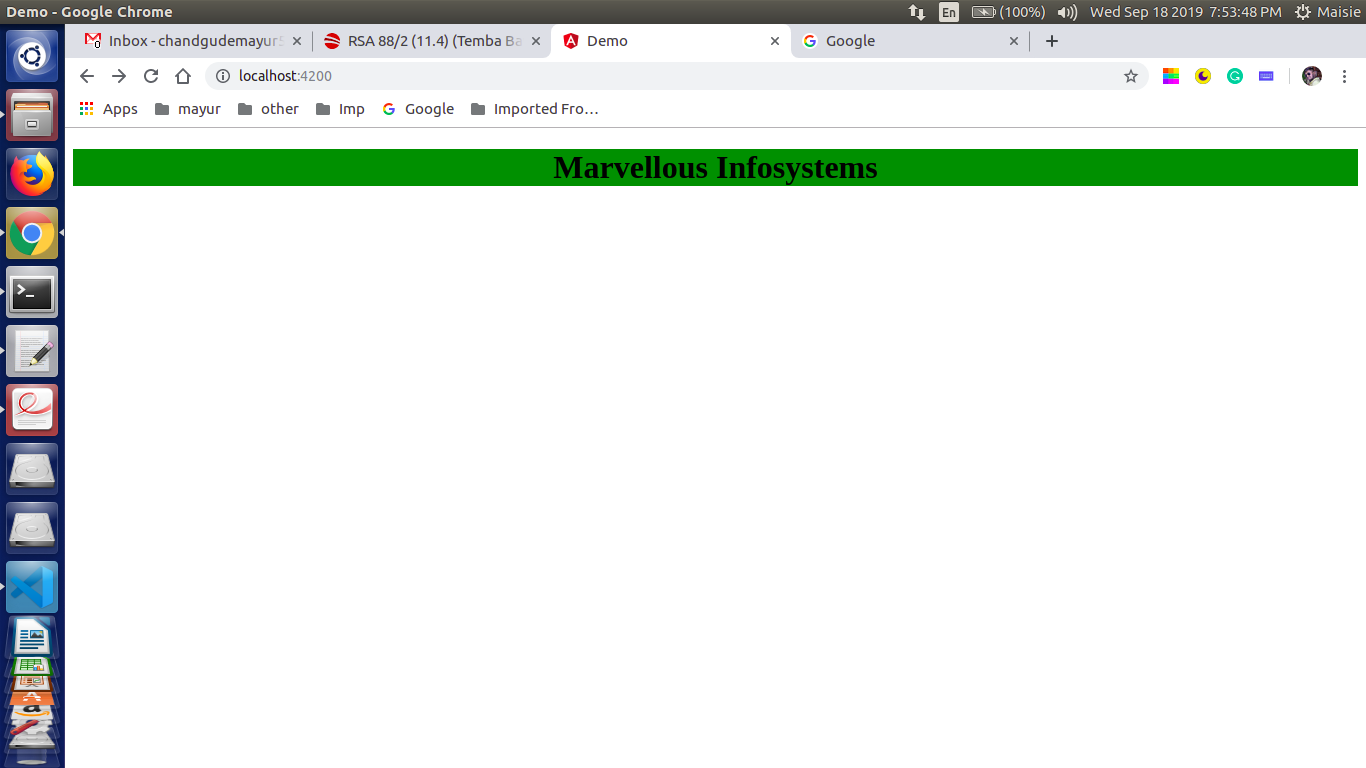 Demo - Google Chrome
En
(100%)
Wed Sep 18 2019 7:53:48 PM
Maisie
Inbox - chandgudemayur
RSA 88/2 (11.4) (Temba Ba
Demo
Google
localhost:4200
Apps
mayur
other
Imp
Google
Imported Fro…
Marvellous Infosystems